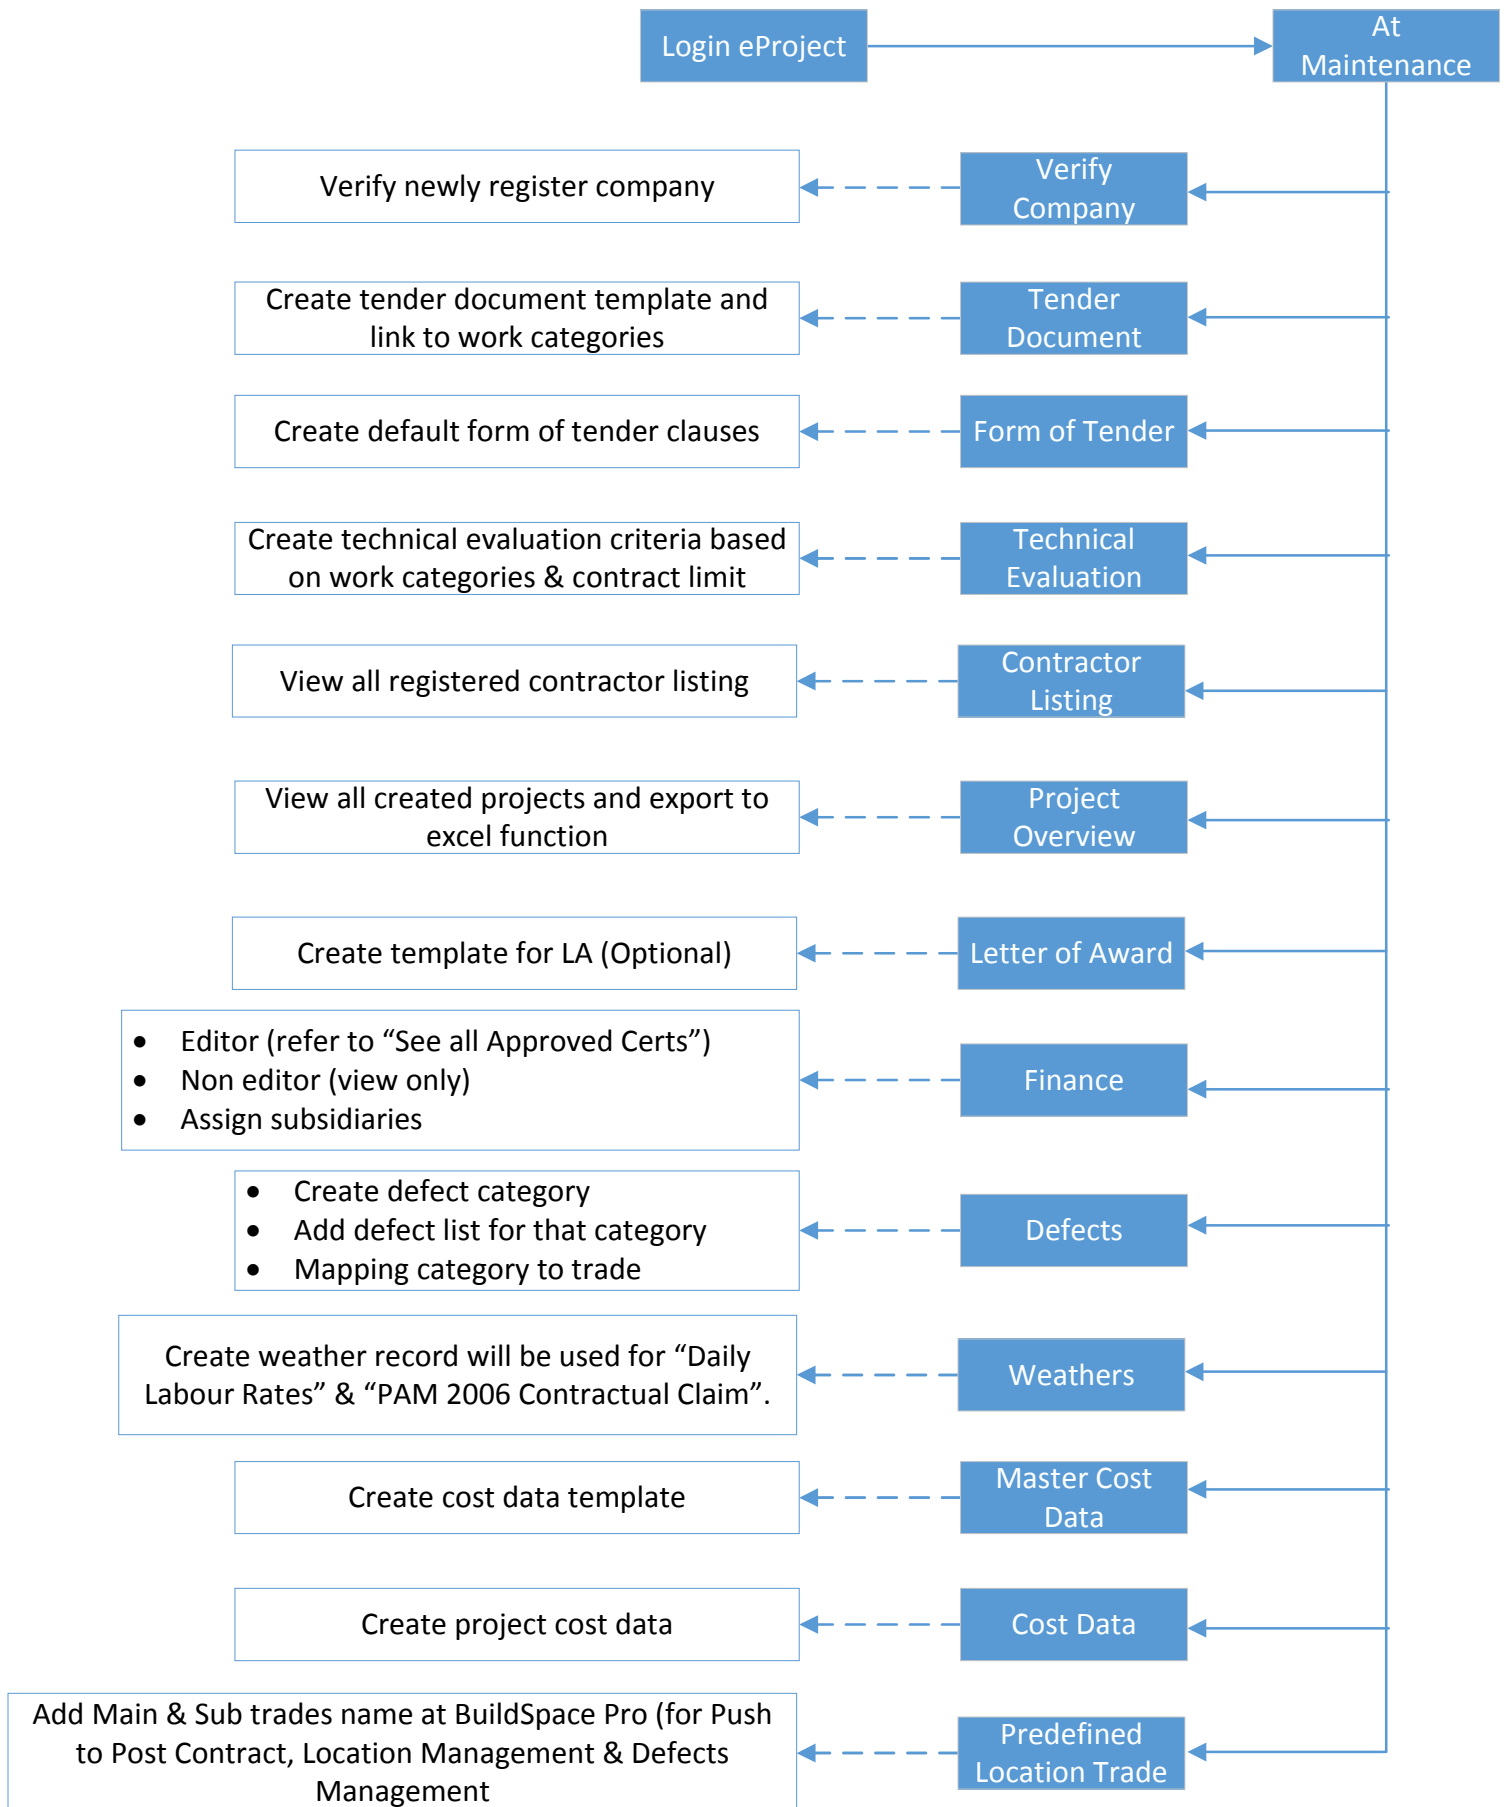 Login eProject
At
Maintenance
Verify newly register company
Verify
Company
Create tender document template and
link to work categories
Tender
Document
Create default form of tender clauses
Form of Tender
Create technical evaluation criteria based
on work categories & contract limit
Technical
Evaluation
View all registered contractor listing
Contractor
Listing
View all created projects and export to
excel function
Project
Overview
Create template for LA (Optional)
Letter of Award
• Editor (refer to “See all Approved Certs”)
• Non editor (view only)
• Assign subsidiaries
Finance
• Create defect category
• Add defect list for that category
• Mapping category to trade
Defects
Create weather record will be used for “Daily
Labour Rates” & “PAM 2006 Contractual Claim”.
Weathers
Create cost data template
Master Cost
Data
Create project cost data
Cost Data
Add Main & Sub trades name at BuildSpace Pro (for Push
to Post Contract, Location Management & Defects
Management
Predefined
Location Trade